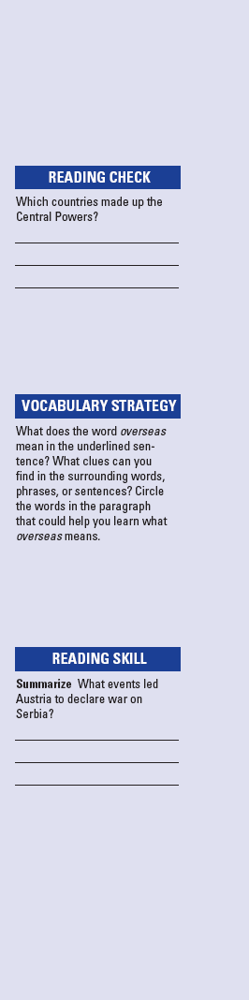 READING CHECK
Which countries made up the
Central Powers?
VOCABULARY STRATEGY
What does the word overseas
mean in the underlined sen-
tence? What clues can you
find in the surrounding words,
phrases, or sentences? Circle
the words in the paragraph
that could help you learn what
overseas means.
READING SKILL
Summarize What events led
Austria to declare war on
Serbia?